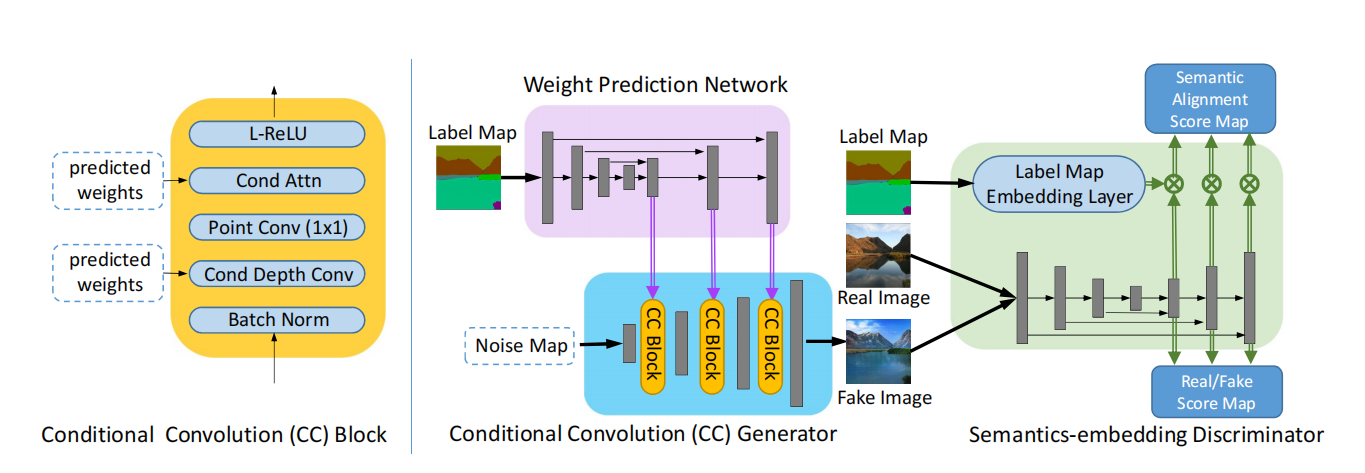 L-ReLU
predicted
weights
Cond Attn
Point Conv (1x1)
predicted
weights
Cond Depth Conv
Batch Norm
Conditional Convolution (CC) Block
Weight Prediction Network
Label Map
Noise Map
CC Block
CC Block
CC Block
Conditional Convolution (CC) Generator
Label Map
Real Image
Fake Image
Semantic
Alignment
Score Map
Label Map
Embedding Layer
Real/Fake
Score Map
Semantics-embedding Discriminator